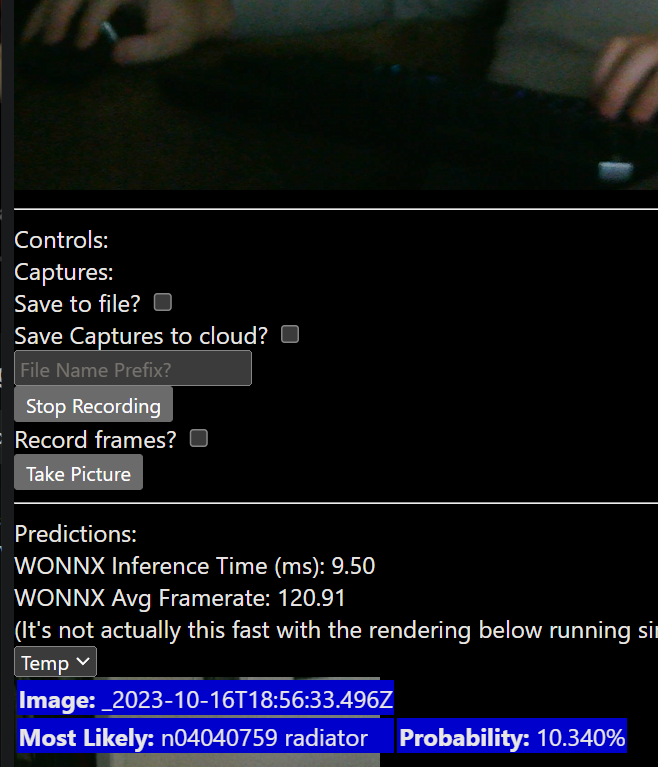 Controls:
Captures:
Save to file?
Save Captures to cloud?
File Name Prefix?
Stop Recording
Record frames?
Take Picture
Predictions:
WONNX Inference Time (ms): 9.50
WONNX Avg Framerate: 120.91
(It's not actually this fast with the rendering below running
Temp
Image: _2023-10-16T18:56:33.496Z
Most Likely: n04040759 radiator Probability: 10.340%